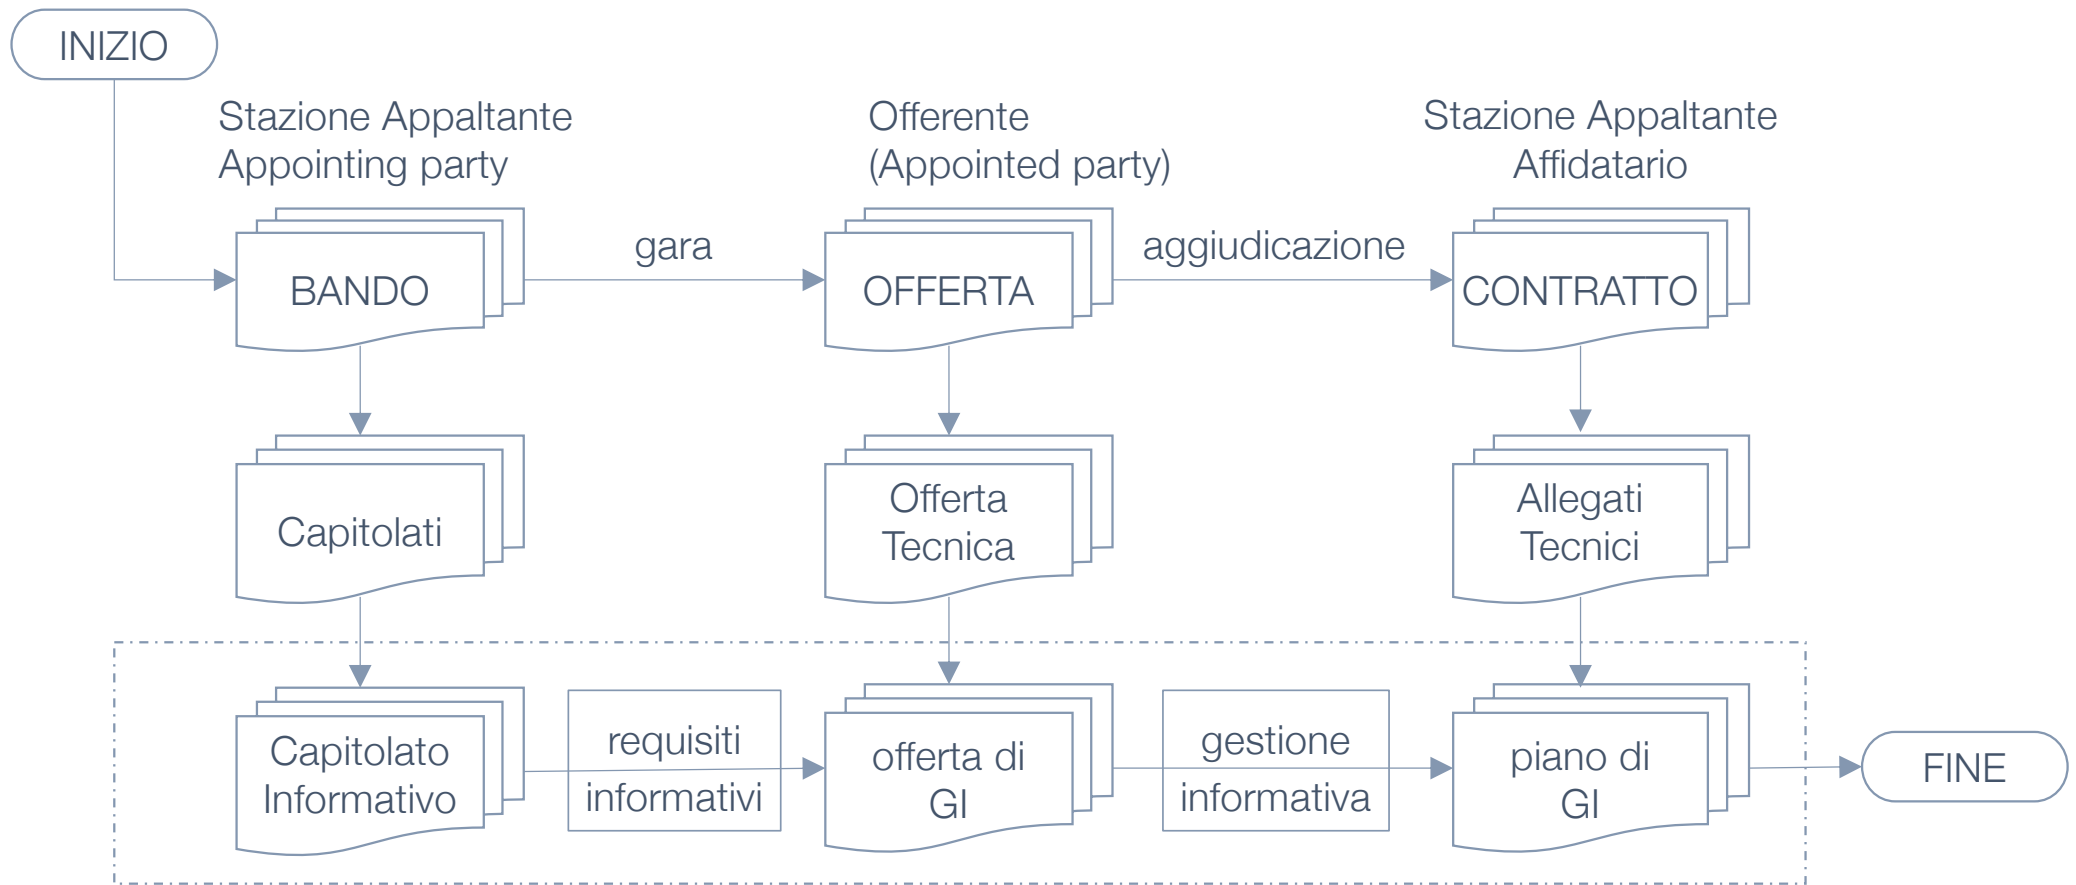 INIZIO
Stazione Appaltante
Appointing party
Offerente
(Appointed party)
Stazione Appaltante
Affidatario
BANDO
gara
OFFERTA
aggiudicazione
CONTRATTO
Capitolati
Offerta
Tecnica
Allegati
Tecnici
Capitolato
Informativo
requisiti
informativi
offerta di
GI
gestione
informativa
piano di
GI
FINE